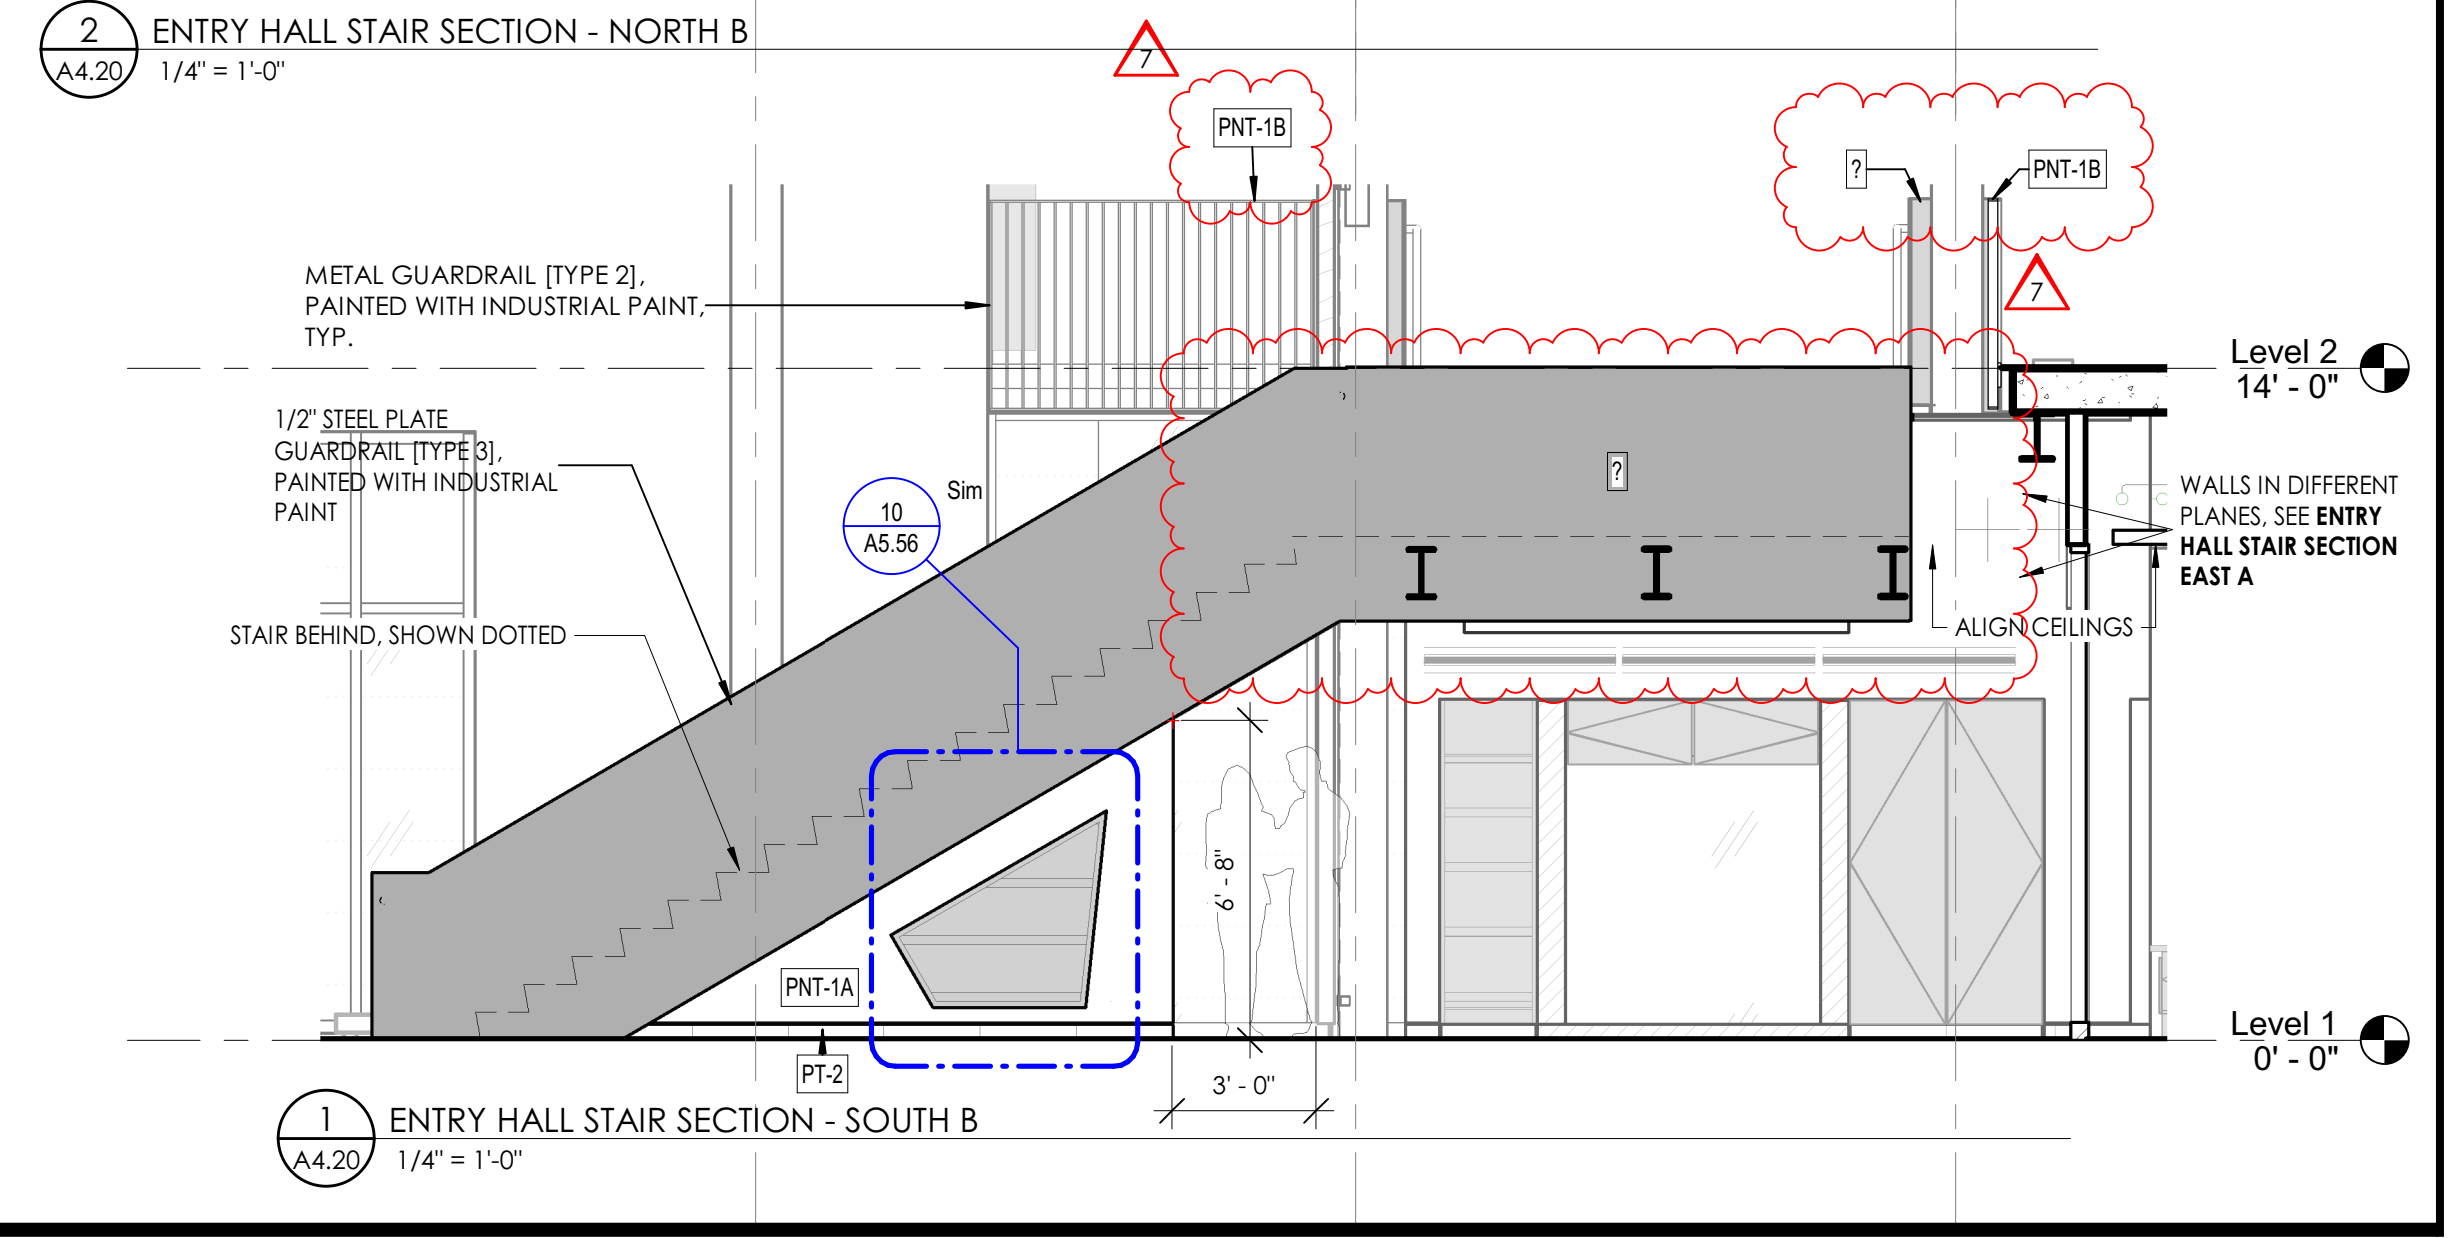 2
ENTRY HALL STAIR SECTION - NORTH B
A4.20
1/4" = 1'-0"
7
PNT-1B
?
PNT-1B
7
METAL GUARDRAIL [TYPE 2],
PAINTED WITH INDUSTRIAL PAINT,
TYP.
Level 2
14' - 0"
1/2" STEEL PLATE
GUARDRAIL [TYPE 3],
PAINTED WITH INDUSTRIAL
PAINT
Sim
10
A5.56
?
WALLS IN DIFFERENT
PLANES, SEE ENTRY
HALL STAIR SECTION
EAST A
STAIR BEHIND, SHOWN DOTTED
ALIGN CEILINGS
6' - 8"
PNT-1A
PT-2
Level 1
0' - 0"
3' - 0"
1
ENTRY HALL STAIR SECTION - SOUTH B
A4.20
1/4" = 1'-0"